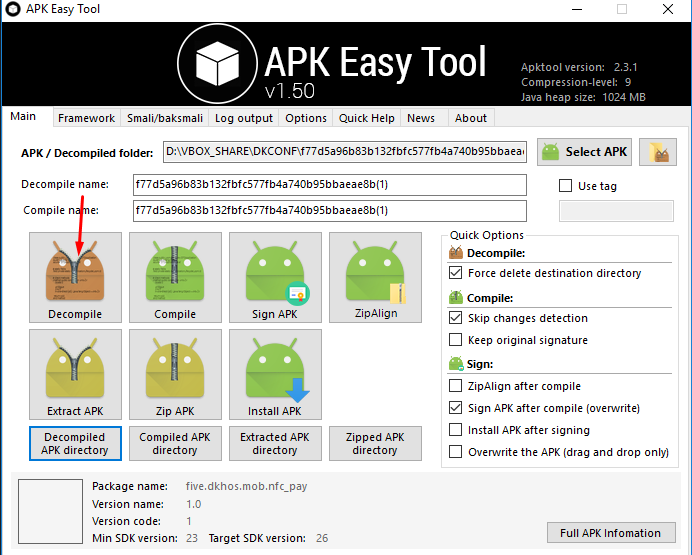 APK Easy Tool
APK Easy Tool
v1.50
Apktool version: 2.3.1
Compression-level: 9
Java heap size: 1024 MB
Main Framework Smali/baksmali Log output Options Quick Help News About
APK / Decompiled folder: D:\VBOX_SHARE\DKCONF\f77d5a96b83b132fbfc577fb4a740b95bbaeae Select APK
Decompile name: f77d5a96b83b132fbfc577fb4a740b95bbaeae8b(1) Use tag
Compile name: f77d5a96b83b132fbfc577fb4a740b95bbaeae8b(1)
Decompile Compile Sign APK ZipAlign
Extract APK Zip APK Install APK
Decompiled APK directory
Compiled APK directory
Extracted APK directory
Zipped APK directory
Quick Options
Decompile:
Force delete destination directory
Compile:
Skip changes detection
Keep original signature
Sign:
ZipAlign after compile
Sign APK after compile (overwrite)
Install APK after signing
Overwrite the APK (drag and drop only)
Package name: five.dkhos.mob.nfc_pay
Version name: 1.0
Version code: 1
Min SDK version: 23 Target SDK version: 26
Full APK Infomation